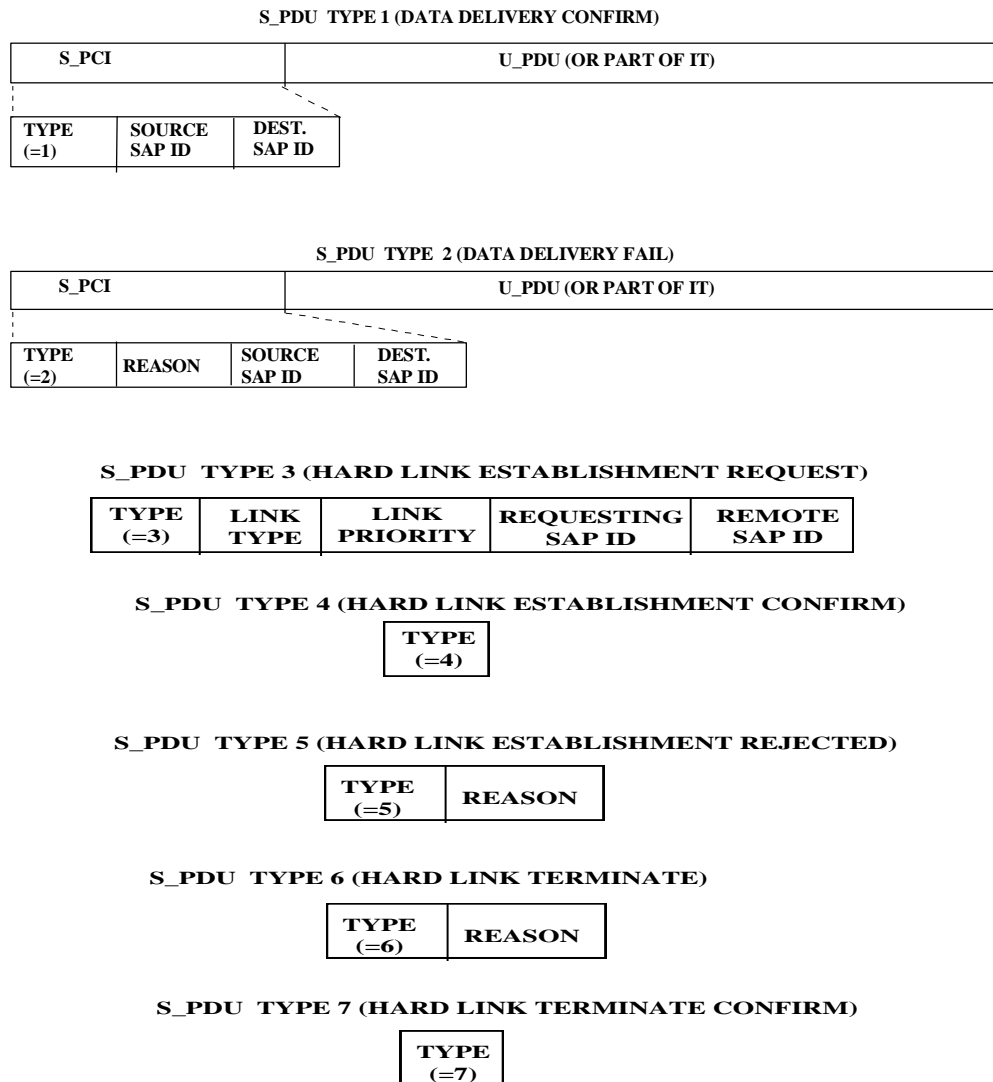 S_PDU TYPE 1 (DATA DELIVERY CONFIRM)
S_PCI U_PDU (OR PART OF IT)
TYPE SOURCE DEST.
(=1) SAP ID SAP ID
S_PDU TYPE 2 (DATA DELIVERY FAIL)
S_PCI U_PDU (OR PART OF IT)
TYPE REASON SOURCE DEST.
(=2) SAP ID SAP ID
S_PDU TYPE 3 (HARD LINK ESTABLISHMENT REQUEST)
TYPE LINK LINK REQUESTING REMOTE
(=3) TYPE PRIORITY SAP ID SAP ID
S_PDU TYPE 4 (HARD LINK ESTABLISHMENT CONFIRM)
TYPE
(=4)
S_PDU TYPE 5 (HARD LINK ESTABLISHMENT REJECTED)
TYPE REASON
(=5)
S_PDU TYPE 6 (HARD LINK TERMINATE)
TYPE REASON
(=6)
S_PDU TYPE 7 (HARD LINK TERMINATE CONFIRM)
TYPE
(=7)